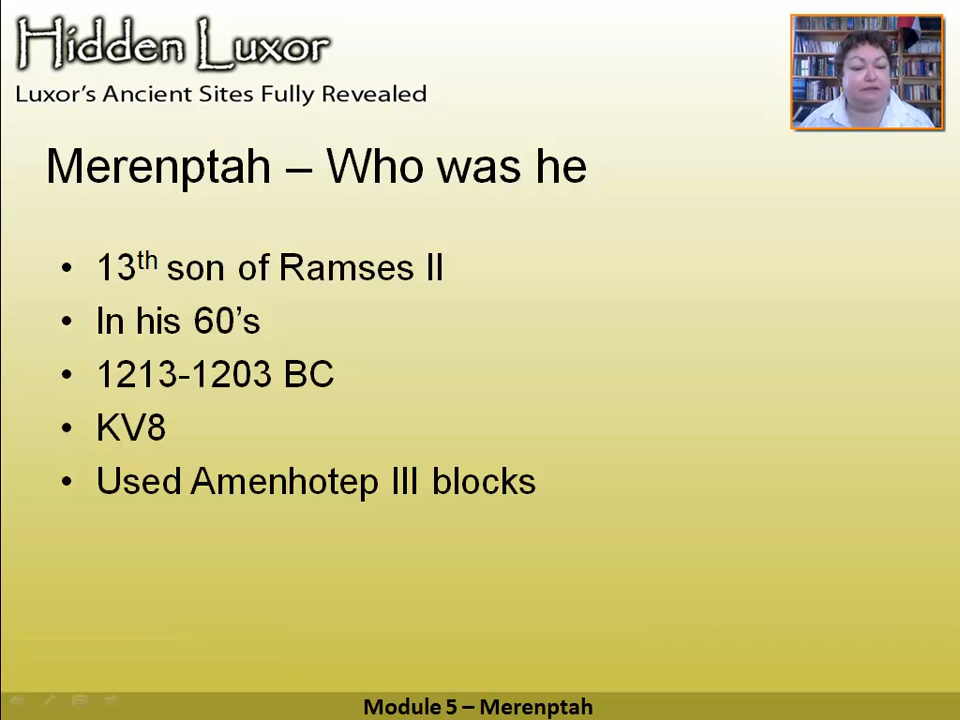 Hidden Luxor
Luxor's Ancient Sites Fully Revealed
Merenptah – Who was he
• 13th son of Ramses II
• In his 60's
• 1213-1203 BC
• KV8
• Used Amenhotep III blocks
Module 5 – Merenptah